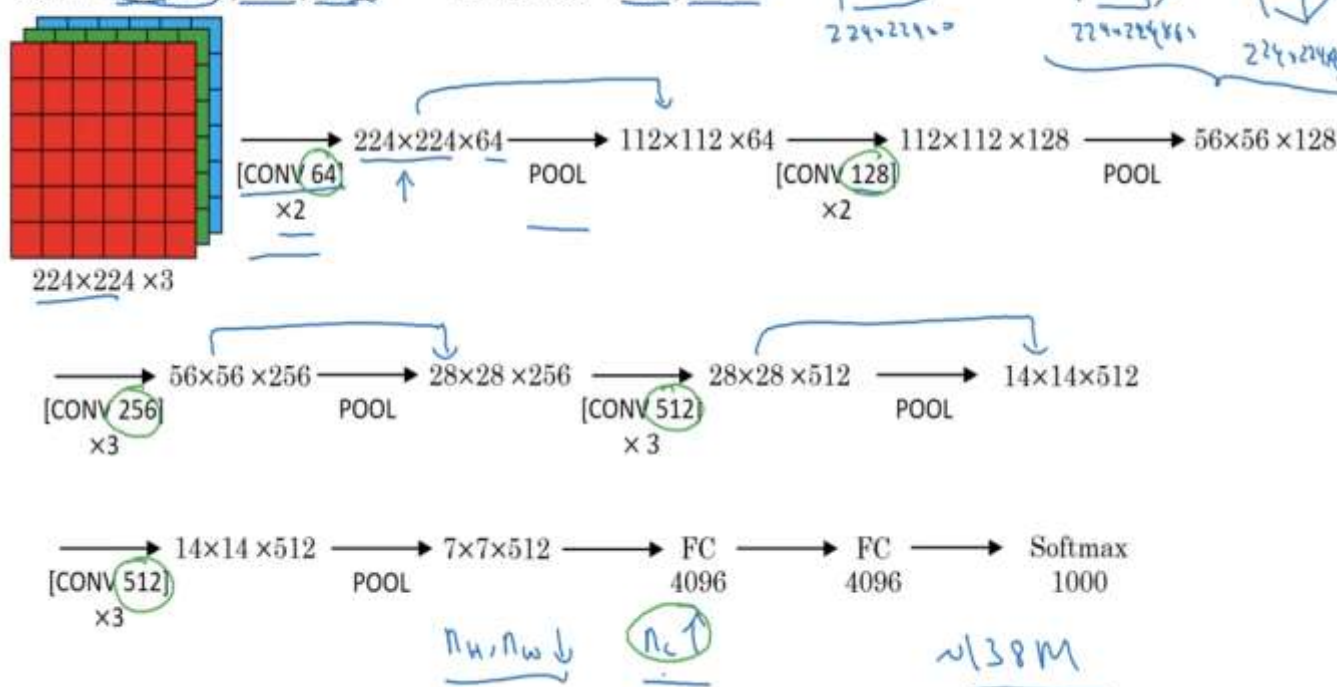 224×224 ×3
224×224×64
112×112 ×64
112×112 ×128
56×56 ×128
[CONV 64]
POOL
[CONV 128]
POOL
×2
×2
56×56 ×256
28×28 ×256
28×28 ×512
14×14×512
[CONV 256]
POOL
[CONV 512]
POOL
×3
× 3
14×14 ×512
7×7×512
FC
FC
Softmax
[CONV 512]
POOL
4096
4096
1000
×3
nH, nW ↓
nC ↑
~138M